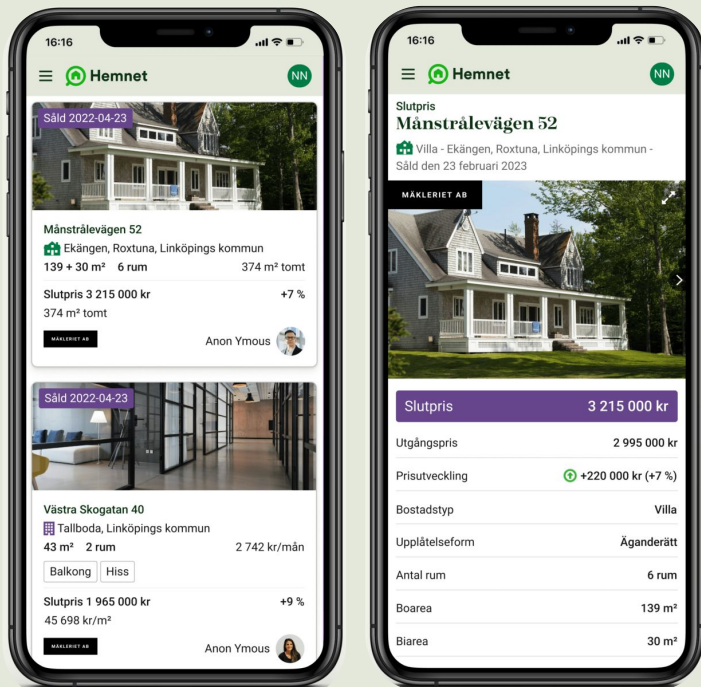 16:16
Hemnet
NN
Såld 2022-04-23
Månstrålevägen 52
Ekängen, Roxtuna, Linköpings kommun
139 + 30 m² 6 rum 374 m² tomt
Slutpris 3 215 000 kr +7 %
374 m² tomt
MÄKLERIET AB
Anon Ymous
Såld 2022-04-23
Västra Skogatan 40
Tallboda, Linköpings kommun
43 m² 2 rum 2 742 kr/mån
Balkong Hiss
Slutpris 1 965 000 kr +9 %
45 698 kr/m²
MÄKLERIET AB
Anon Ymous
16:16
Hemnet
NN
Slutpris
Månstrålevägen 52
Villa - Ekängen, Roxtuna, Linköpings kommun -
Såld den 23 februari 2023
MÄKLERIET AB
Slutpris 3 215 000 kr
Utgångspris 2 995 000 kr
Prisutveckling +220 000 kr (+7 %)
Bostadstyp Villa
Upplåtelseform Äganderätt
Antal rum 6 rum
Boarea 139 m²
Biarea 30 m²